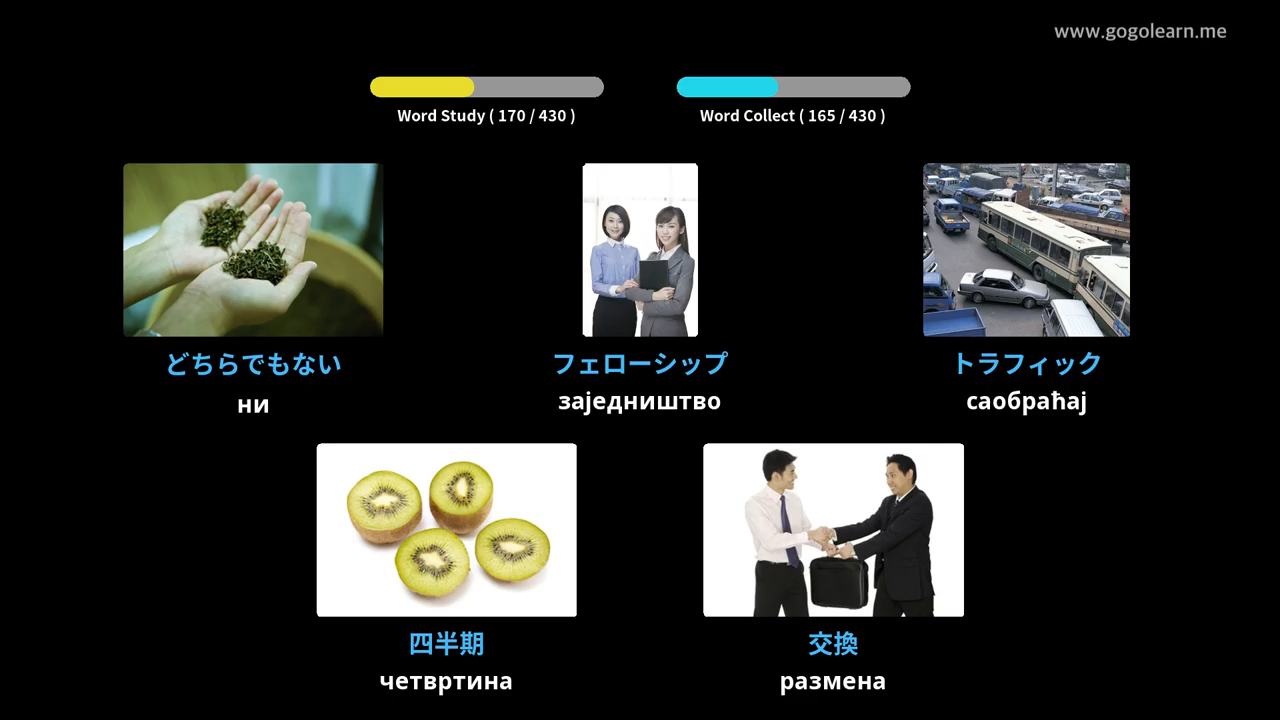 www.gogolearn.me
Word Study ( 170 / 430 )
Word Collect ( 165 / 430 )
どちらでもない
ни
フェローシップ
заједништво
トラフィック
саобраћај
四半期
четвртина
交換
размена